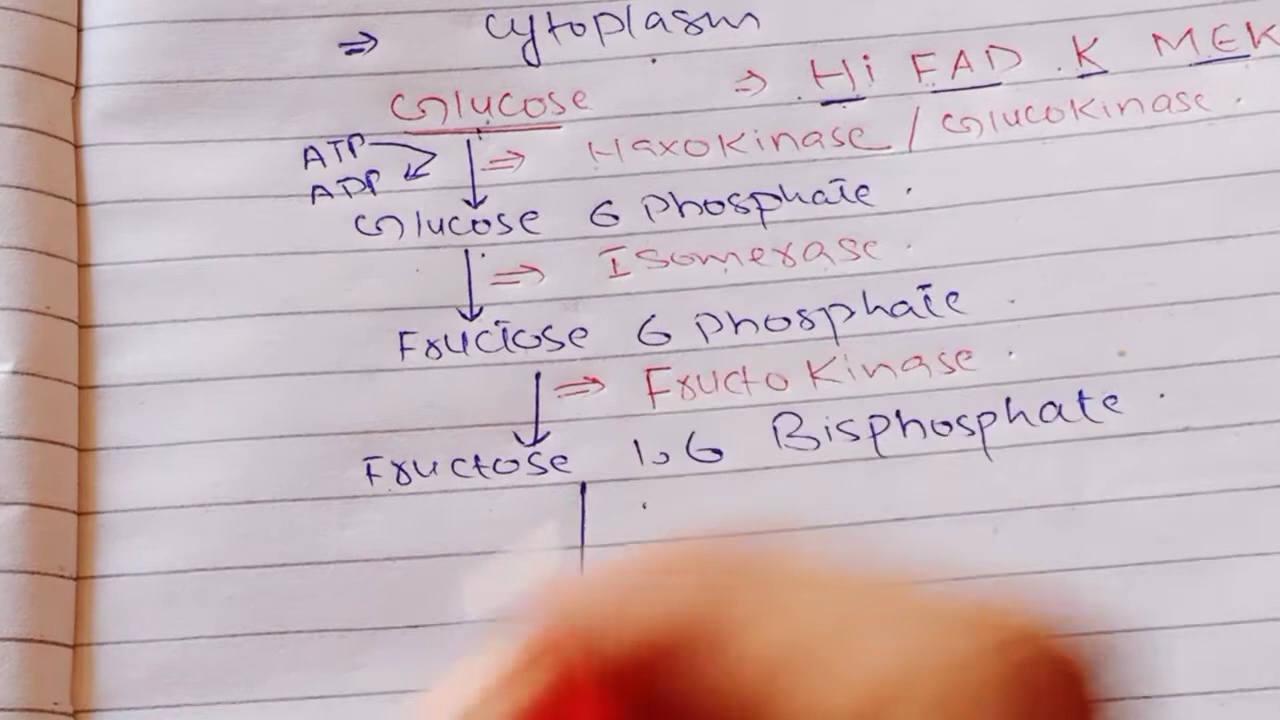 ⇒ Cytoplasm
Glucose ⇒ Hi FAD K MEK
ATP ⇒ Haxokinase / Glucokinase.
ADP
Glucose 6 Phosphate.
⇒ Isomerase.
Fructose 6 Phosphate.
⇒ Fructo Kinase.
Fructose 1,6 Bisphosphate.